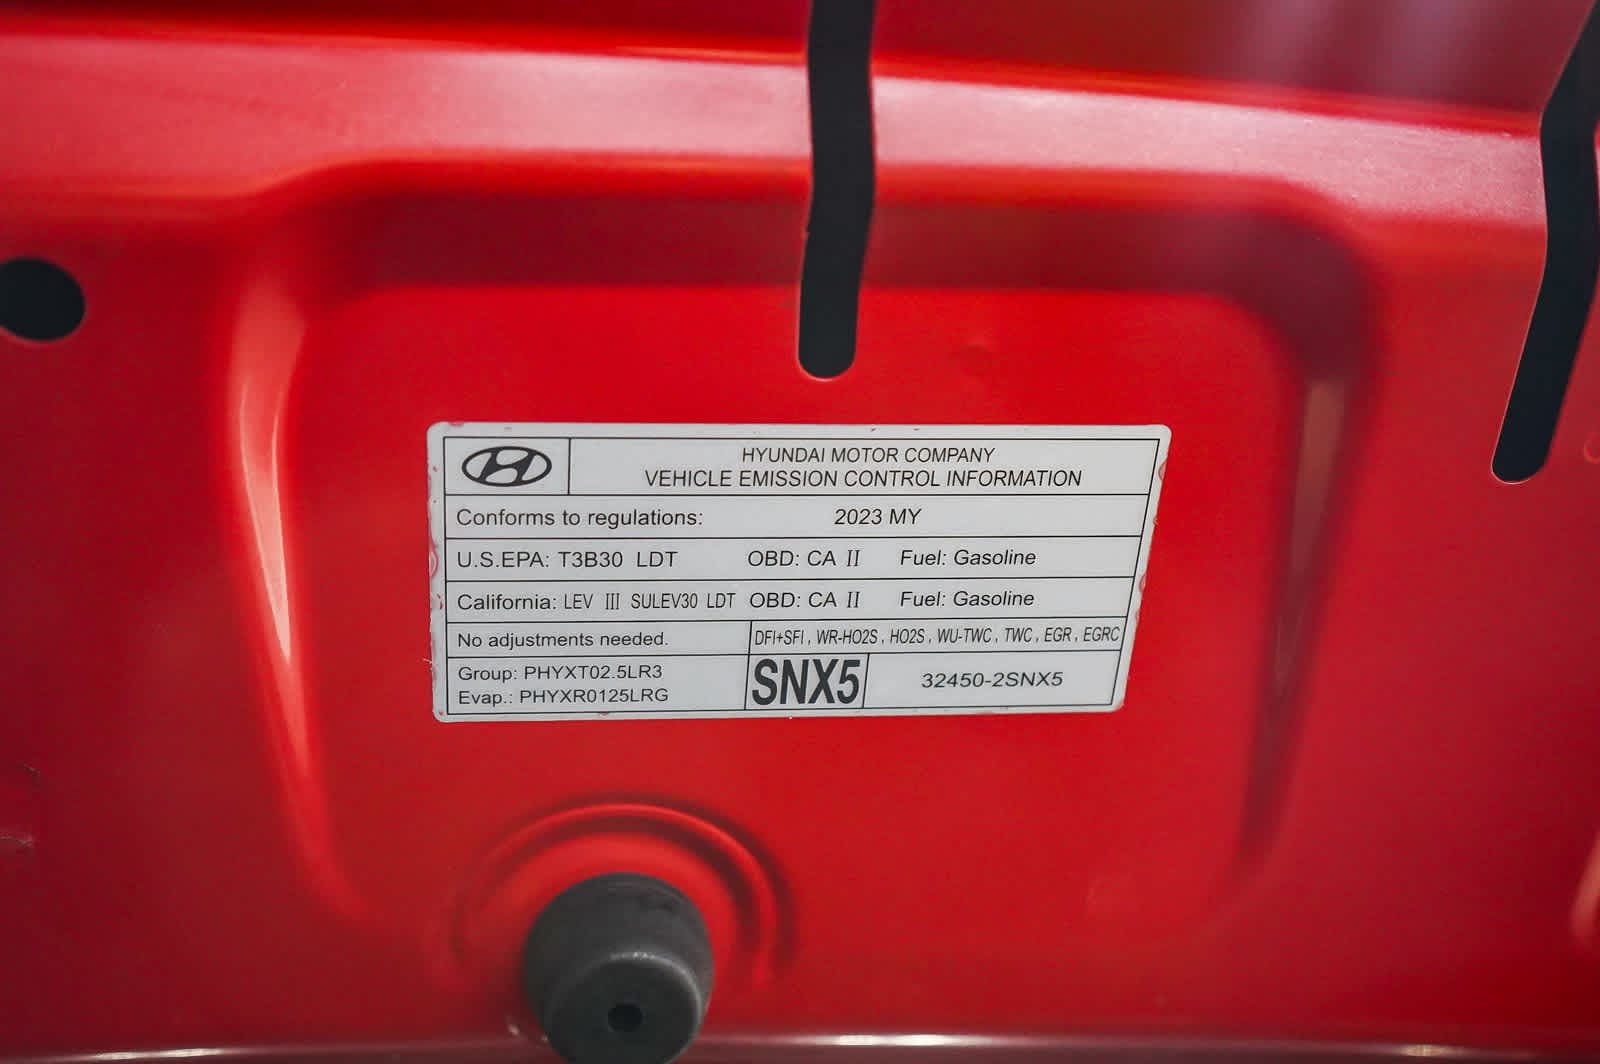 HYUNDAI MOTOR COMPANY
VEHICLE EMISSION CONTROL INFORMATION
Conforms to regulations: 2023 MY
U.S.EPA: T3B30 LDT OBD: CA II Fuel: Gasoline
California: LEV III SULEV30 LDT OBD: CA II Fuel: Gasoline
No adjustments needed. DFI+SFI, WR-HO2S, HO2S, WU-TWC, TWC, EGR, EGRC
Group: PHYXT02.5LR3
Evap.: PHYXR0125LRG
SNX5 32450-2SNX5